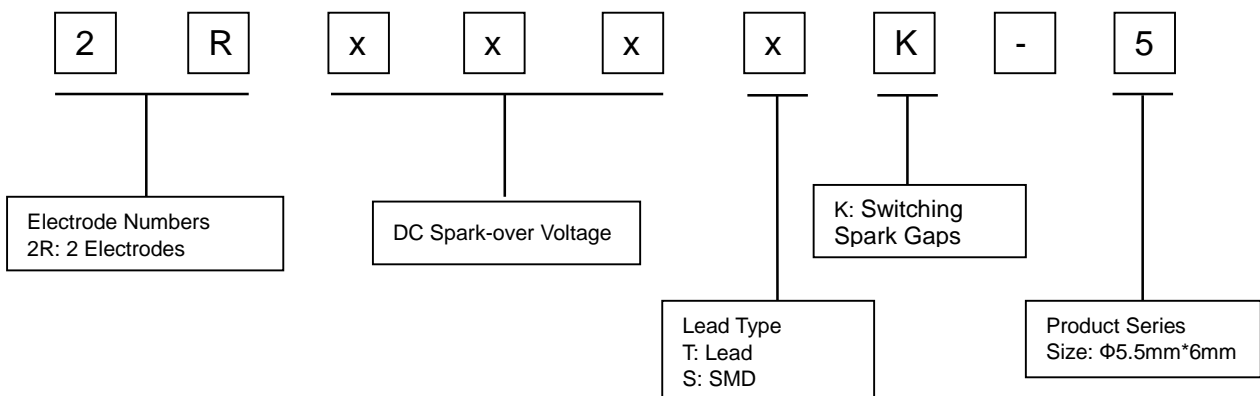 2 R x x x x K - 5
Electrode Numbers
2R: 2 Electrodes
DC Spark-over Voltage
K: Switching
Spark Gaps
Lead Type
T: Lead
S: SMD
Product Series
Size: Φ5.5mm*6mm